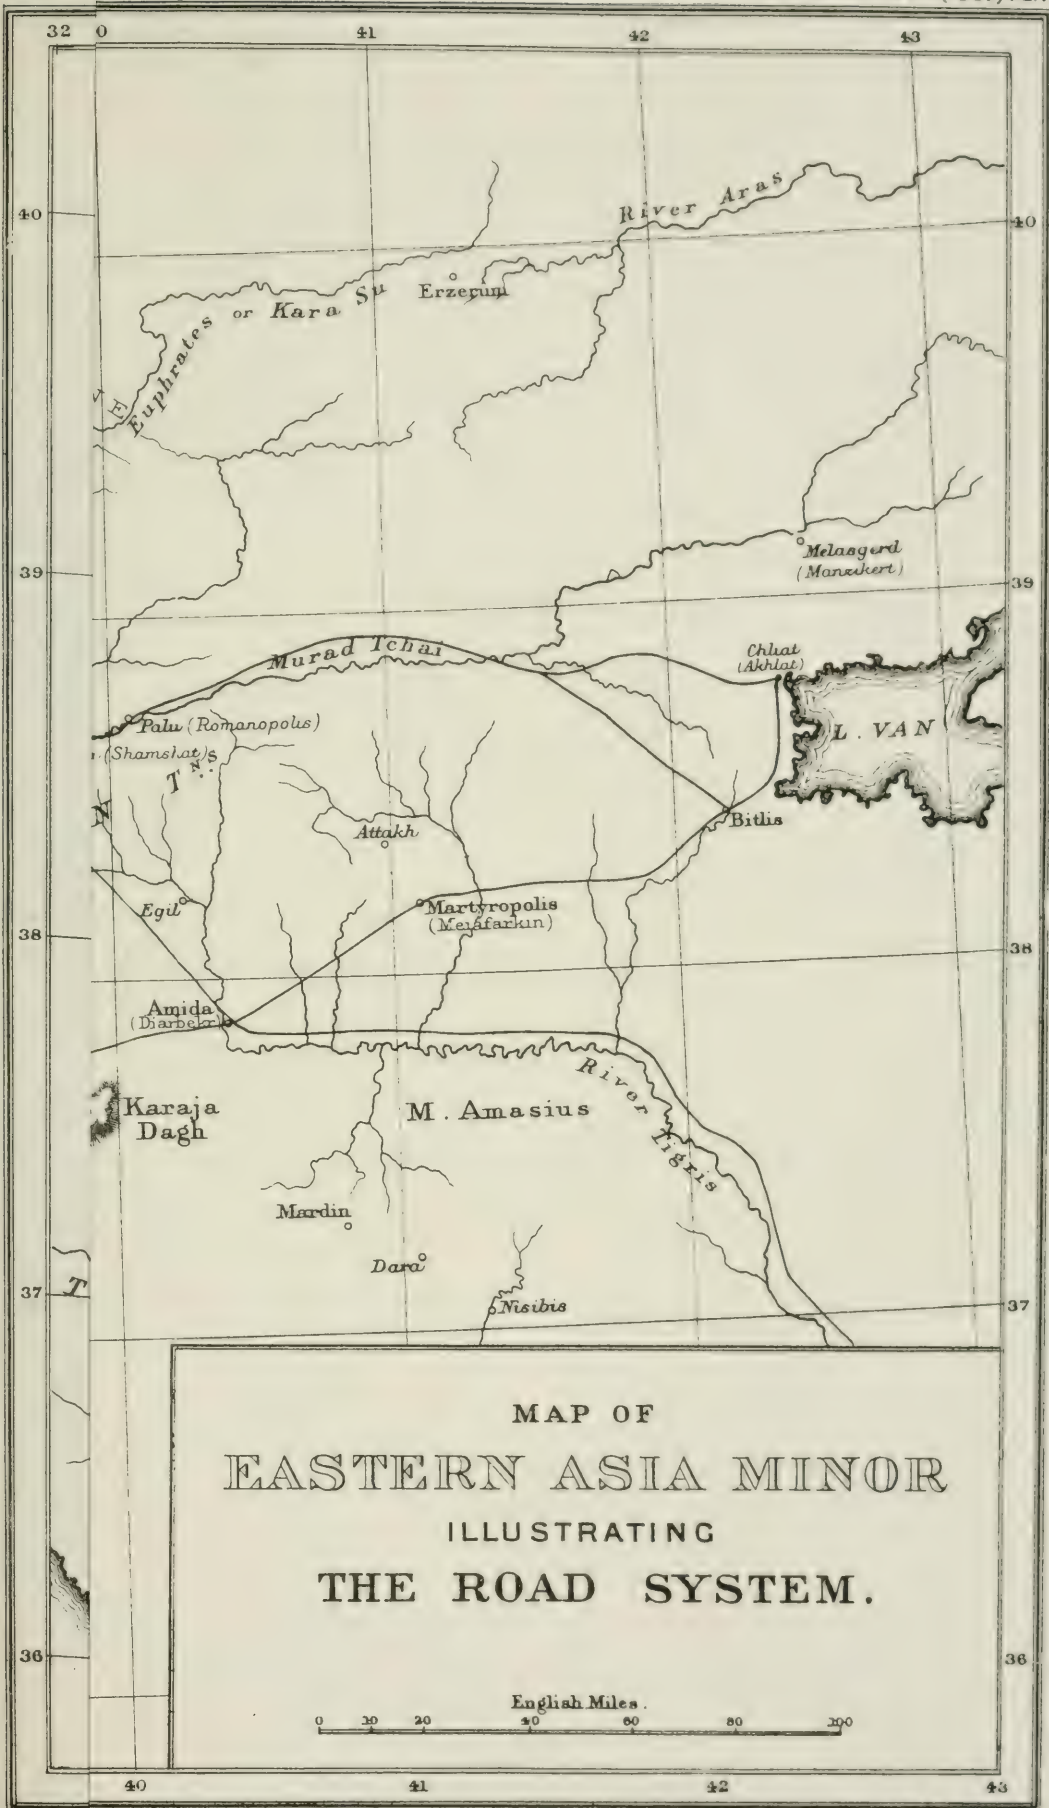 32 0 41 42 43
40
River Aras
40
Erzerum
Euphrates or Kara Su
39
Melasgerd
(Manzikert)
39
Chliat
(Akhlat)
Murad Tchai
L. VAN
Palu (Romanopolis)
(Shamshat)
TNS
N
Bitlis
Attakh
Egil
Martyropolis
(Meiafarkin)
38
38
Amida
(Diarbekr)
River Tigris
Karaja
Dagh
M. Amasius
Mardin
Dara
37
T
Nisibis
37
MAP OF
EASTERN ASIA MINOR
ILLUSTRATING
THE ROAD SYSTEM.
36
36
English Miles.
0 10 20 40 60 80 100
40 41 42 43